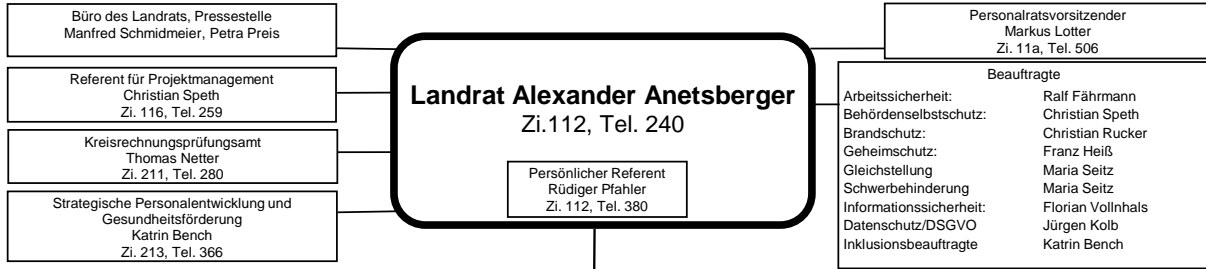 Büro des Landrats, Pressestelle
Manfred Schmidmeier, Petra Preis
Referent für Projektmanagement
Christian Speth
Zi. 116, Tel. 259
Kreisrechnungsprüfungsamt
Thomas Netter
Zi. 211, Tel. 280
Strategische Personalentwicklung und
Gesundheitsförderung
Katrin Bench
Zi. 213, Tel. 366
Landrat Alexander Anetsberger
Zi.112, Tel. 240
Persönlicher Referent
Rüdiger Pfahler
Zi. 112, Tel. 380
Personalratsvorsitzender
Markus Lotter
Zi. 11a, Tel. 506
Beauftragte
Arbeitssicherheit: Ralf Fährmann
Behördenselbstschutz: Christian Speth
Brandschutz: Christian Rucker
Geheimschutz: Franz Heiß
Gleichstellung Maria Seitz
Schwerbehinderung Maria Seitz
Informationssicherheit: Florian Vollnhals
Datenschutz/DSGVO Jürgen Kolb
Inklusionsbeauftragte Katrin Bench